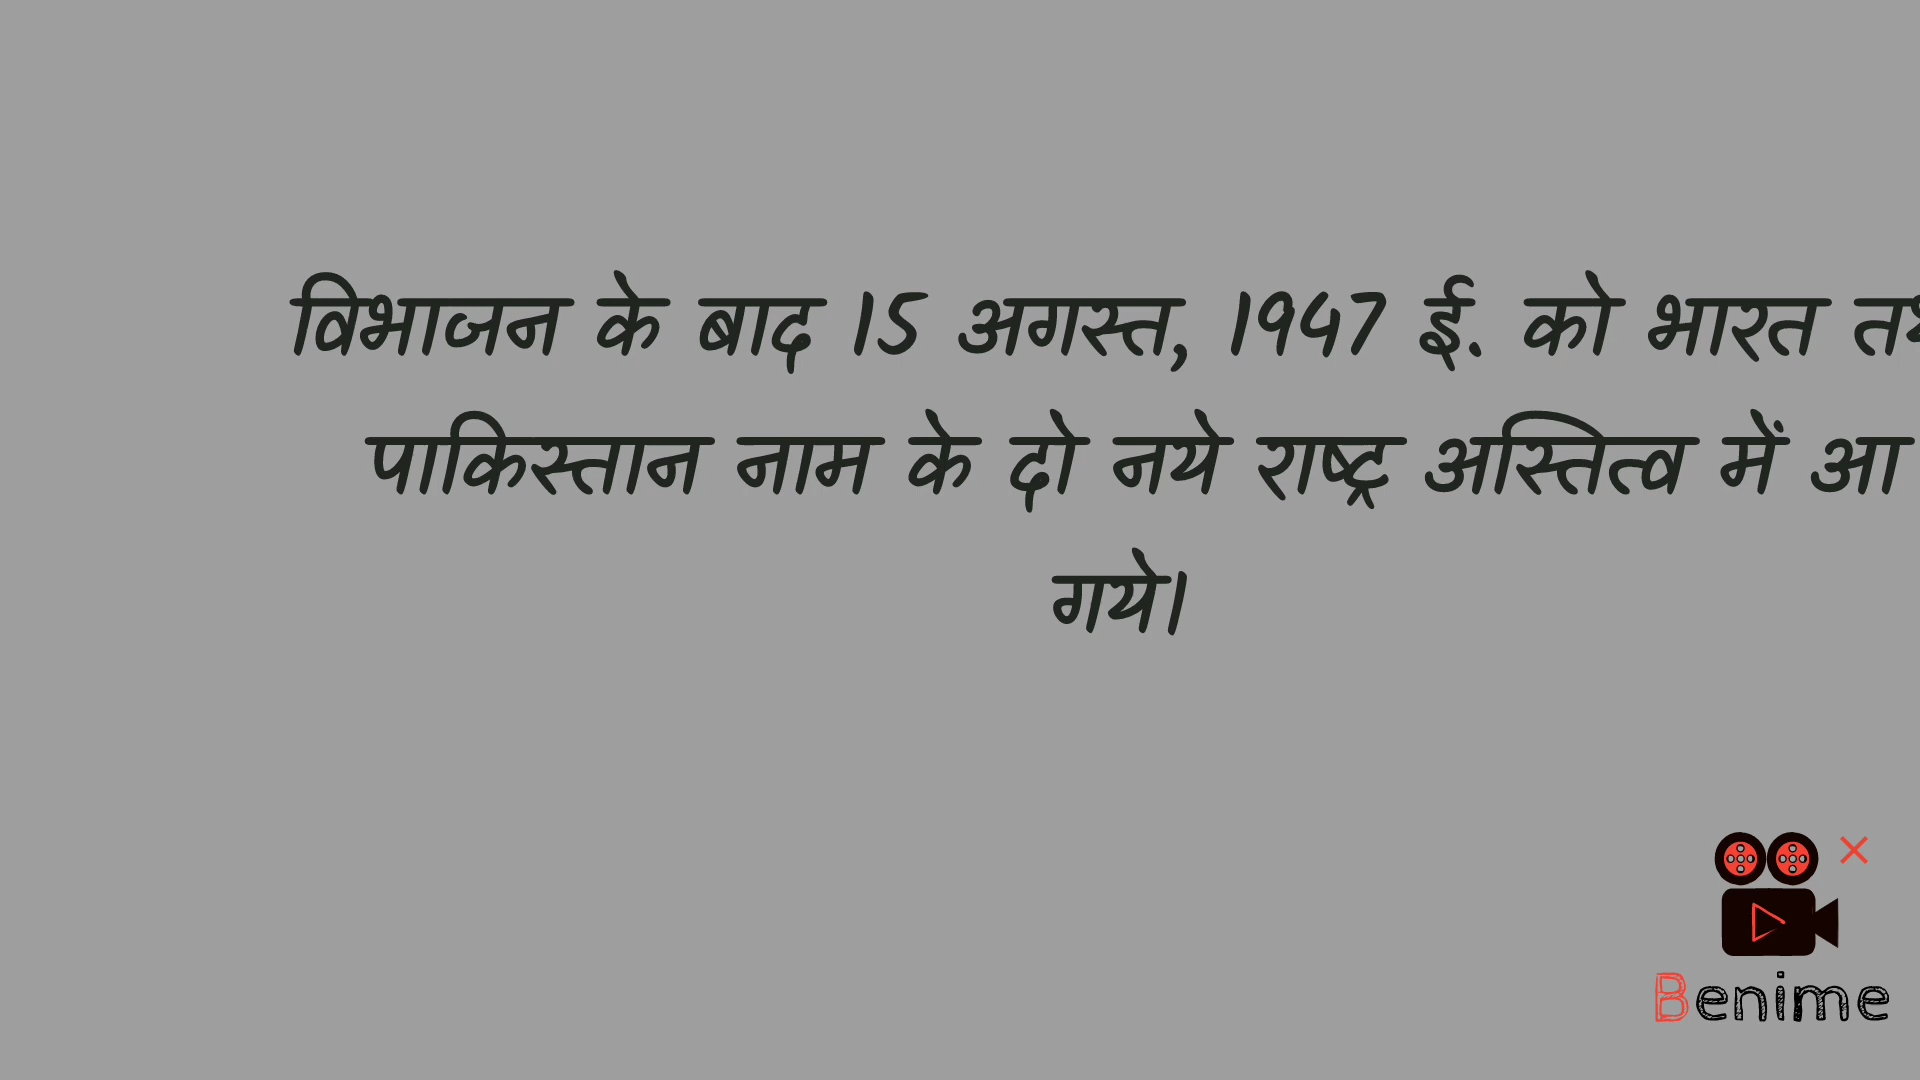 विभाजन के बाद 15 अगस्त, 1947 ई. को भारत
पाकिस्तान नाम के दो नये राष्ट्र अस्तित्व में आ
गये।
Benime